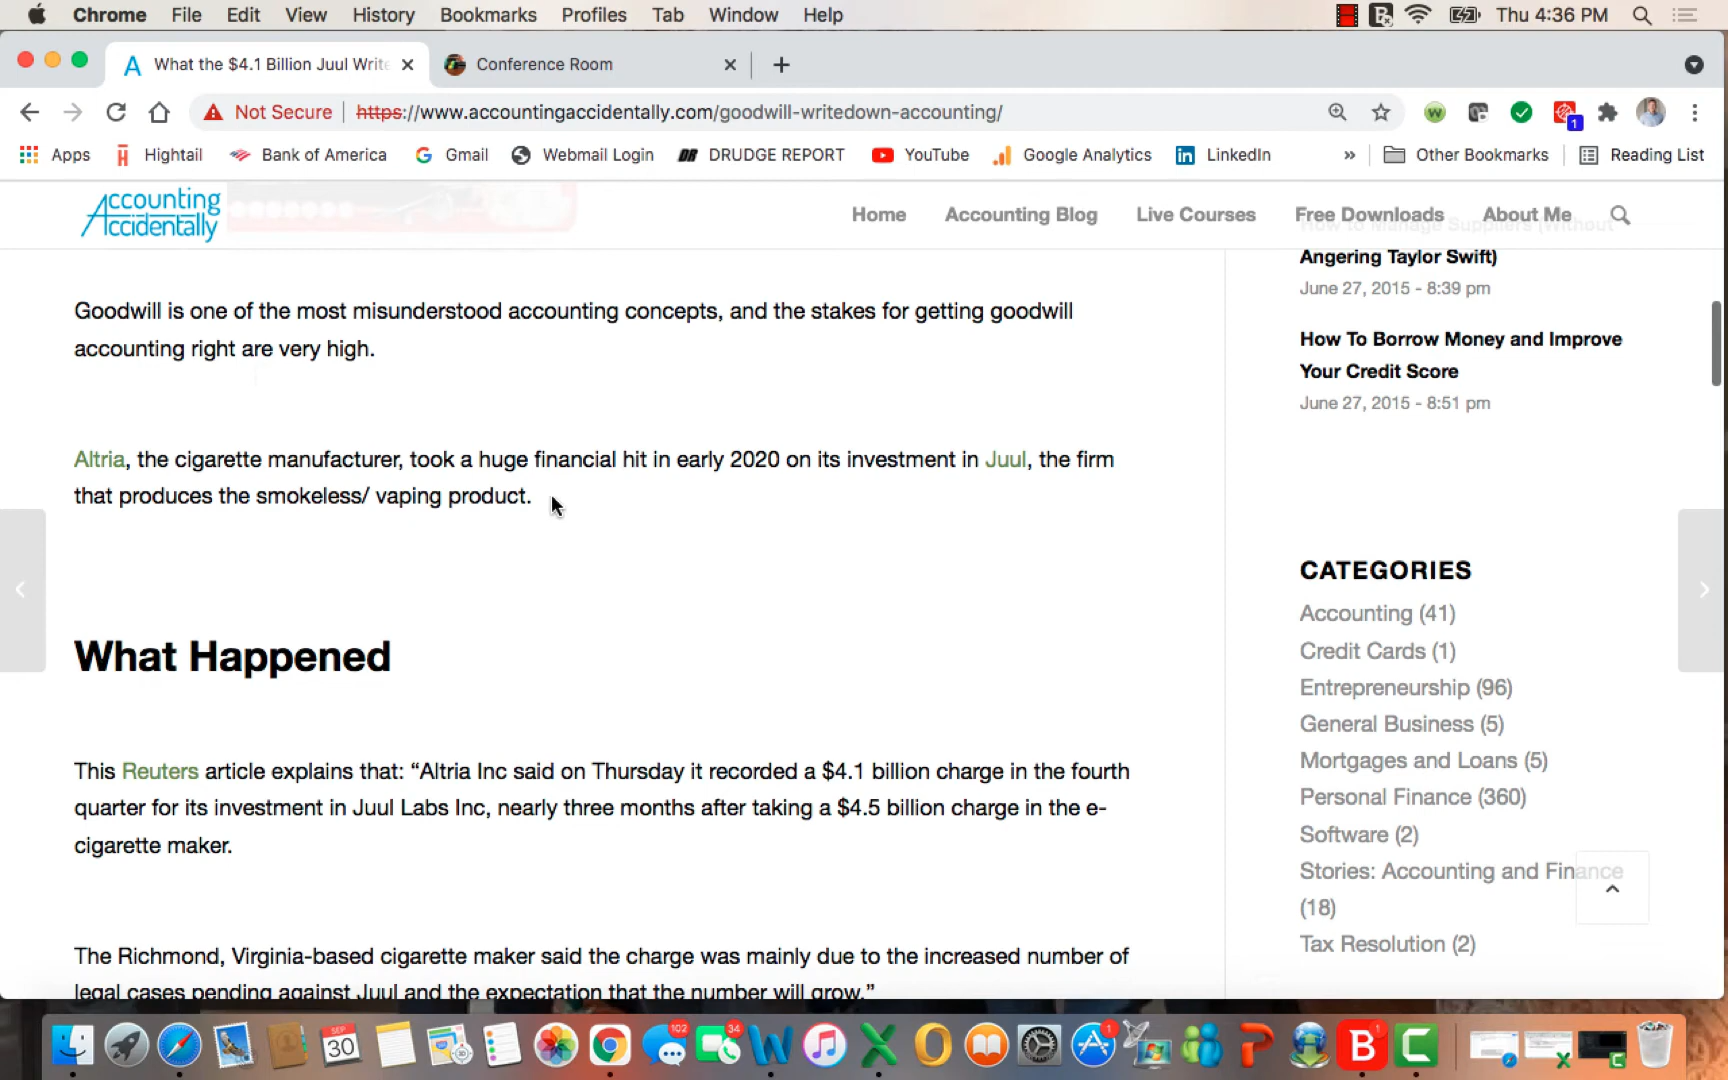 Chrome File Edit View History Bookmarks Profiles Tab Window Help Thu 4:36 PM
What the $4.1 Billion Juul Write Conference Room
Not Secure https://www.accountingaccidentally.com/goodwill-writedown-accounting/
1
Apps Hightail Bank of America Gmail Webmail Login DRUDGE REPORT YouTube Google Analytics LinkedIn » Other Bookmarks Reading List
Accounting
Accidentally
Home Accounting Blog Live Courses Free Downloads About Me
How to Manage Suppliers (Without
Angering Taylor Swift)
June 27, 2015 - 8:39 pm
How To Borrow Money and Improve
Your Credit Score
June 27, 2015 - 8:51 pm
Goodwill is one of the most misunderstood accounting concepts, and the stakes for getting goodwill
accounting right are very high.
Altria, the cigarette manufacturer, took a huge financial hit in early 2020 on its investment in Juul, the firm
that produces the smokeless/ vaping product.
What Happened
This Reuters article explains that: “Altria Inc said on Thursday it recorded a $4.1 billion charge in the fourth
quarter for its investment in Juul Labs Inc, nearly three months after taking a $4.5 billion charge in the e-
cigarette maker.
The Richmond, Virginia-based cigarette maker said the charge was mainly due to the increased number of
legal cases pending against Juul and the expectation that the number will grow.”
CATEGORIES
Accounting (41)
Credit Cards (1)
Entrepreneurship (96)
General Business (5)
Mortgages and Loans (5)
Personal Finance (360)
Software (2)
Stories: Accounting and Finance
(18)
Tax Resolution (2)
SEP
30
102
34
1
1